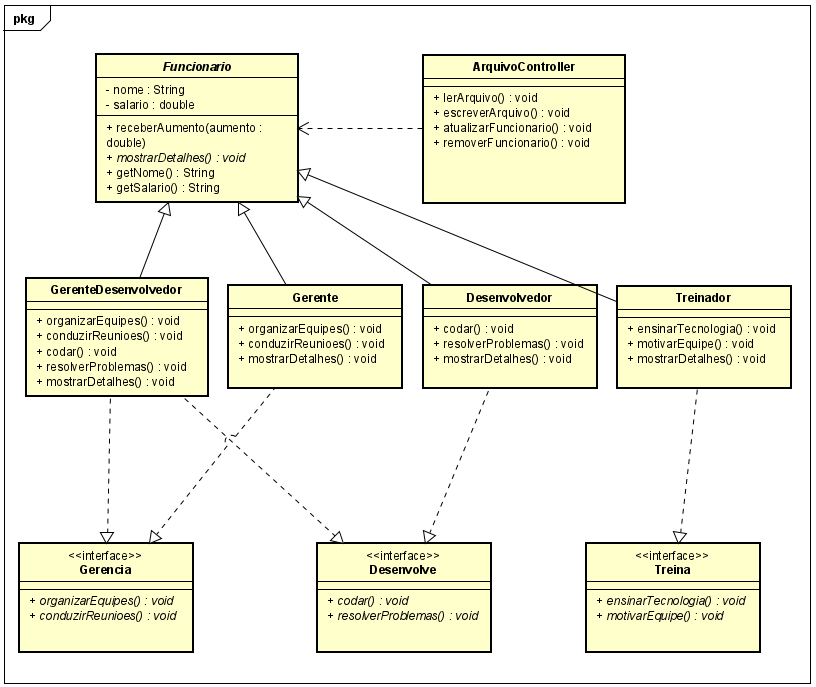 pkg
Funcionario
- nome : String
- salario : double
+ receberAumento(aumento :
double)
+ mostrarDetalhes() : void
+ getNome() : String
+ getSalario() : String
ArquivoController
+ lerArquivo() : void
+ escreverArquivo() : void
+ atualizarFuncionario() : void
+ removerFuncionario() : void
GerenteDesenvolvedor
+ organizarEquipes() : void
+ conduzirReunioes() : void
+ codar() : void
+ resolverProblemas() : void
+ mostrarDetalhes() : void
Gerente
+ organizarEquipes() : void
+ conduzirReunioes() : void
+ mostrarDetalhes() : void
Desenvolvedor
+ codar() : void
+ resolverProblemas() : void
+ mostrarDetalhes() : void
Treinador
+ ensinarTecnologia() : void
+ motivarEquipe() : void
+ mostrarDetalhes() : void
<<interface>>
Gerencia
+ organizarEquipes() : void
+ conduzirReunioes() : void
<<interface>>
Desenvolve
+ codar() : void
+ resolverProblemas() : void
<<interface>>
Treina
+ ensinarTecnologia() : void
+ motivarEquipe() : void